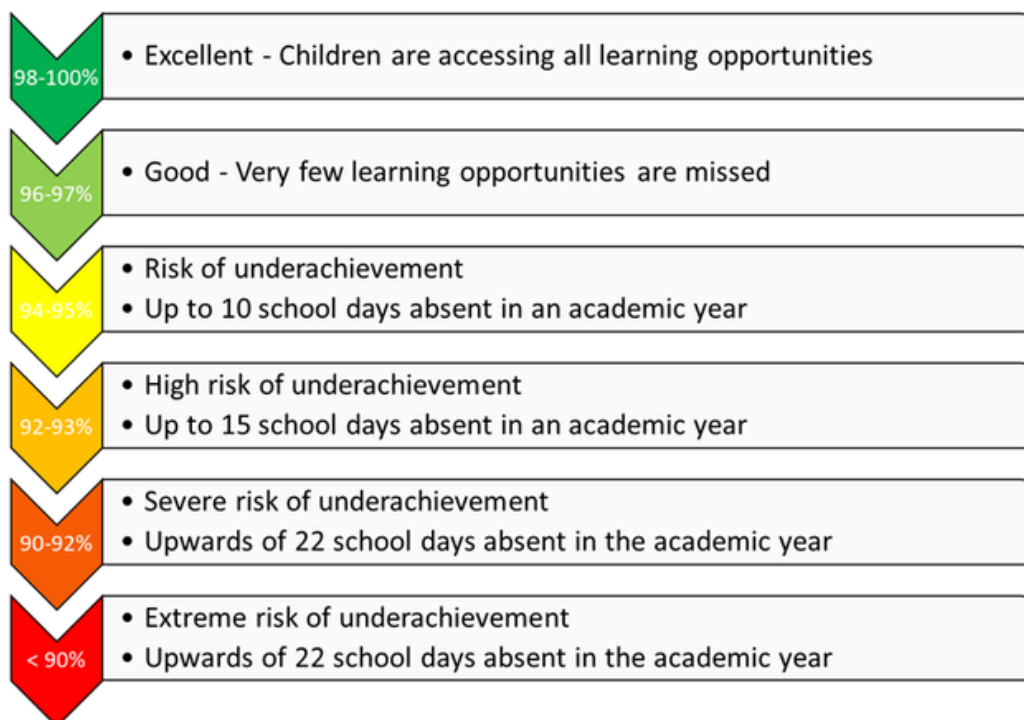 98-100%
• Excellent - Children are accessing all learning opportunities
96-97%
• Good - Very few learning opportunities are missed
94-95%
• Risk of underachievement
• Up to 10 school days absent in an academic year
92-93%
• High risk of underachievement
• Up to 15 school days absent in an academic year
90-92%
• Severe risk of underachievement
• Upwards of 22 school days absent in the academic year
< 90%
• Extreme risk of underachievement
• Upwards of 22 school days absent in the academic year